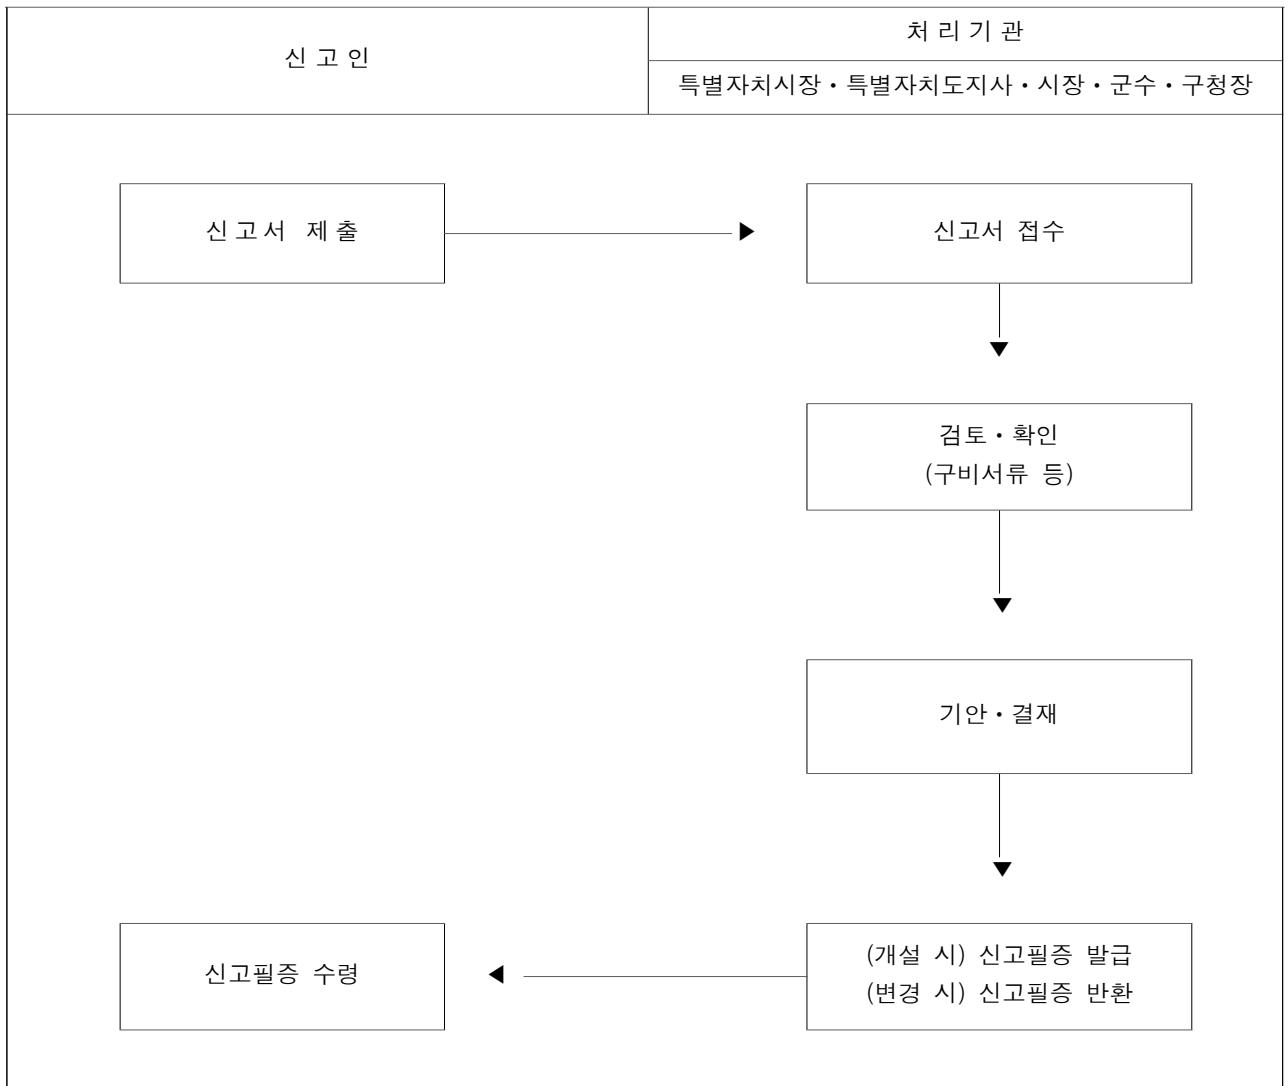 신 고 인
처 리 기 관
특별자치시장・특별자치도지사・시장・군수・구청장
신 고 서 제 출
신고서 접수
검토・확인
(구비서류 등)
기안・결재
신고필증 수령
(개설 시) 신고필증 발급
(변경 시) 신고필증 반환